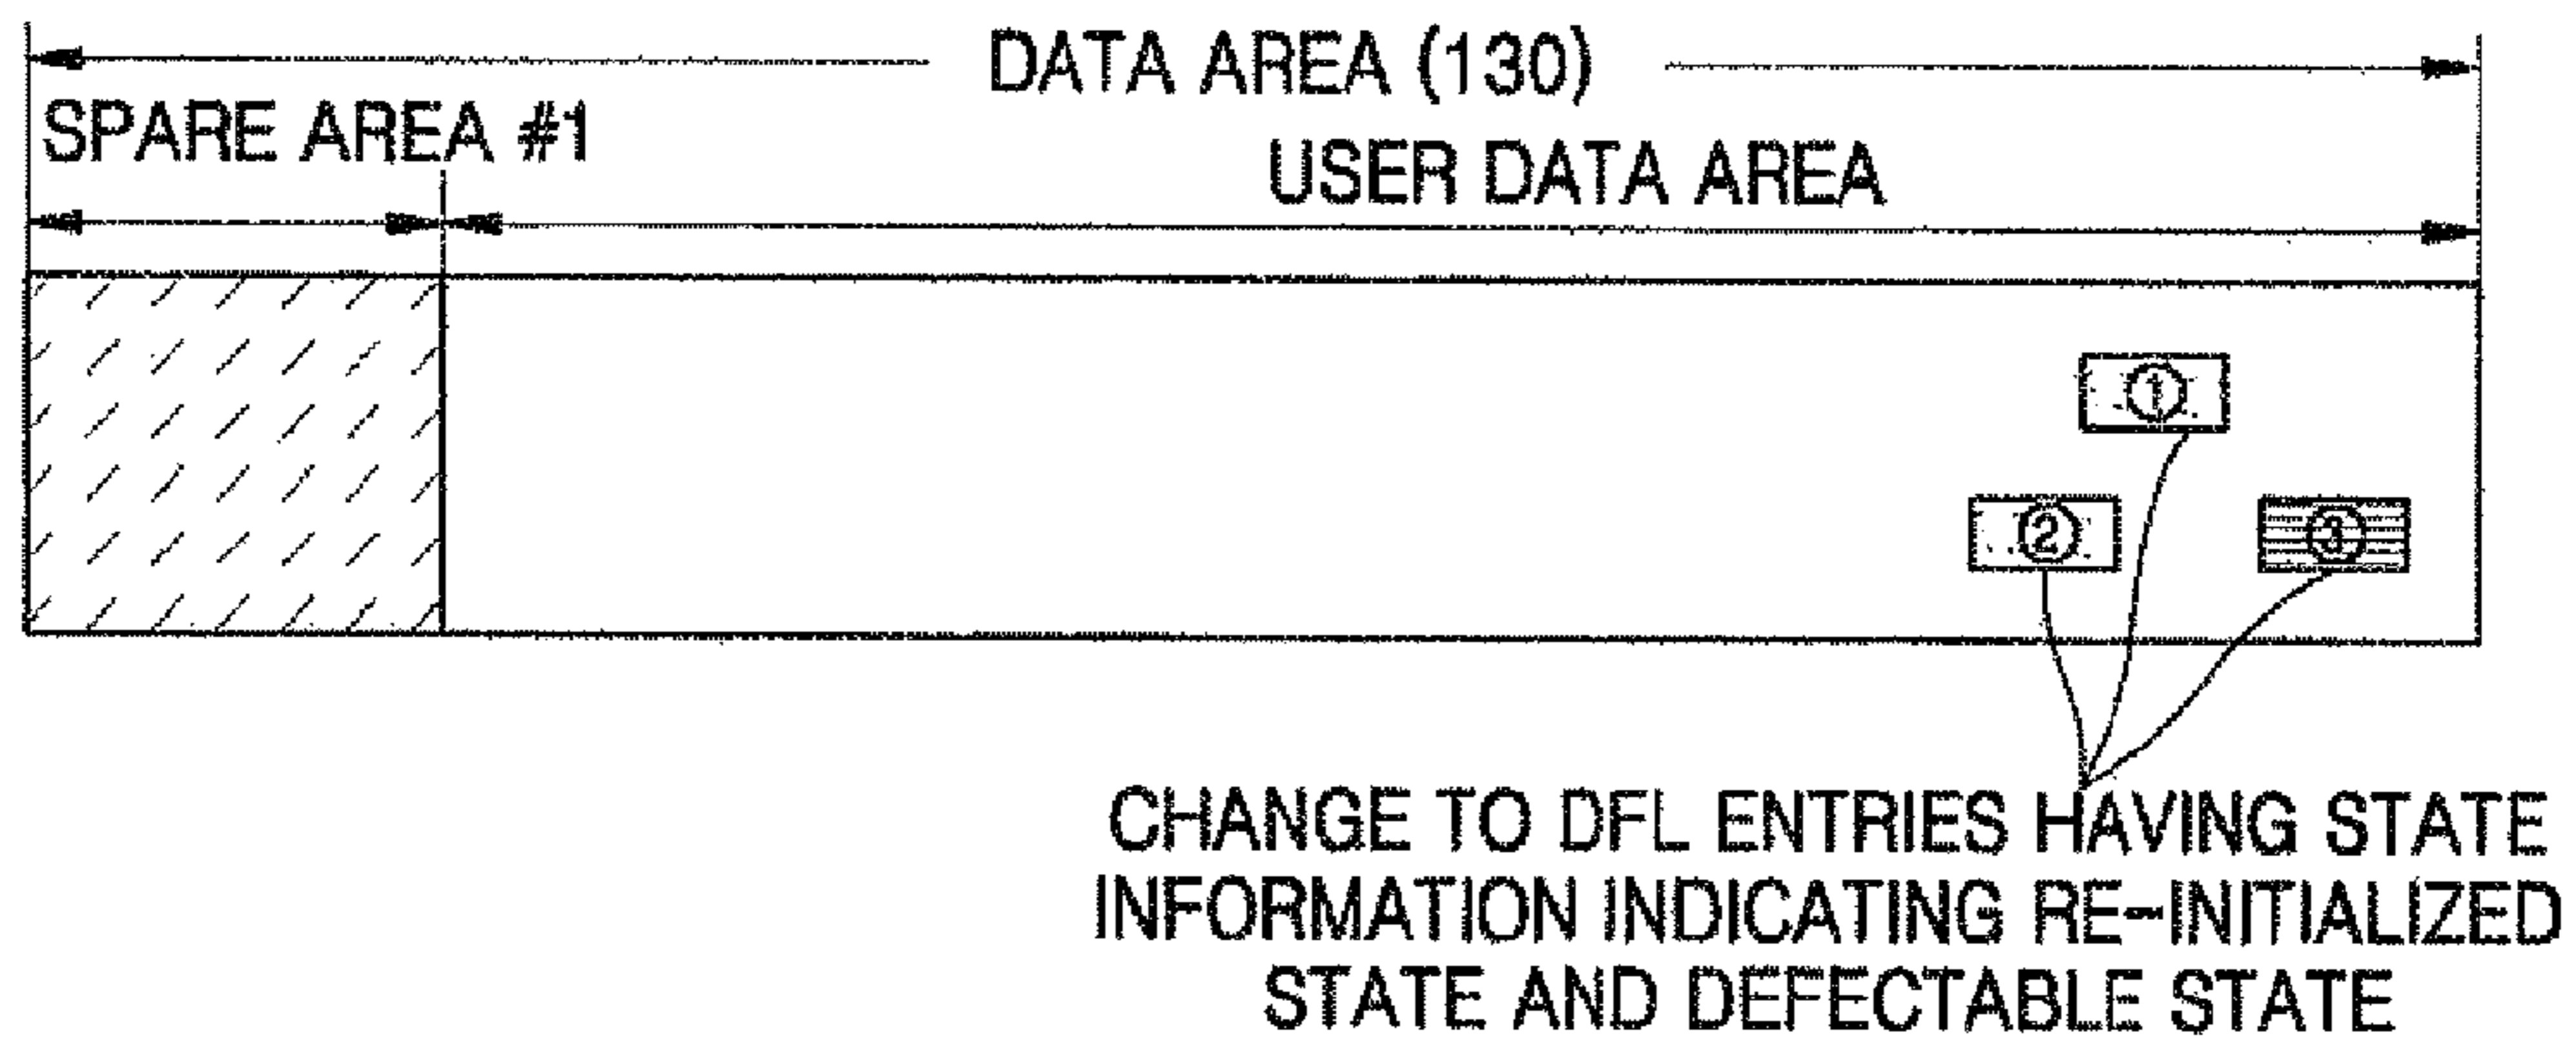 DATA AREA (130)
SPARE AREA #1
USER DATA AREA
①
②
③
CHANGE TO DFL ENTRIES HAVING STATE
INFORMATION INDICATING RE-INITIALIZED
STATE AND DEFECTABLE STATE